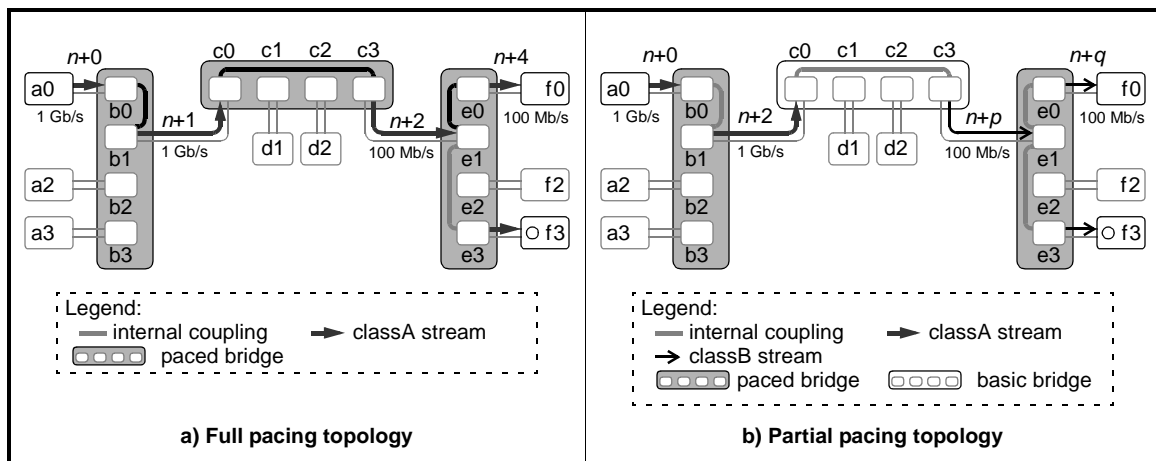 n+0
c0 c1 c2 c3
n+4
a0
b0
1 Gb/s
n+1
b1
1 Gb/s
d1
d2
n+2
100 Mb/s
e0
f0
100 Mb/s
e1
a2
b2
e2
f2
a3
b3
e3
f3
Legend:
internal coupling
classA stream
paced bridge
a) Full pacing topology
n+0
c0 c1 c2 c3
n+q
a0
b0
1 Gb/s
n+2
b1
1 Gb/s
d1
d2
n+p
100 Mb/s
e0
f0
100 Mb/s
e1
a2
b2
e2
f2
a3
b3
e3
f3
Legend:
internal coupling
classA stream
classB stream
paced bridge
basic bridge
b) Partial pacing topology